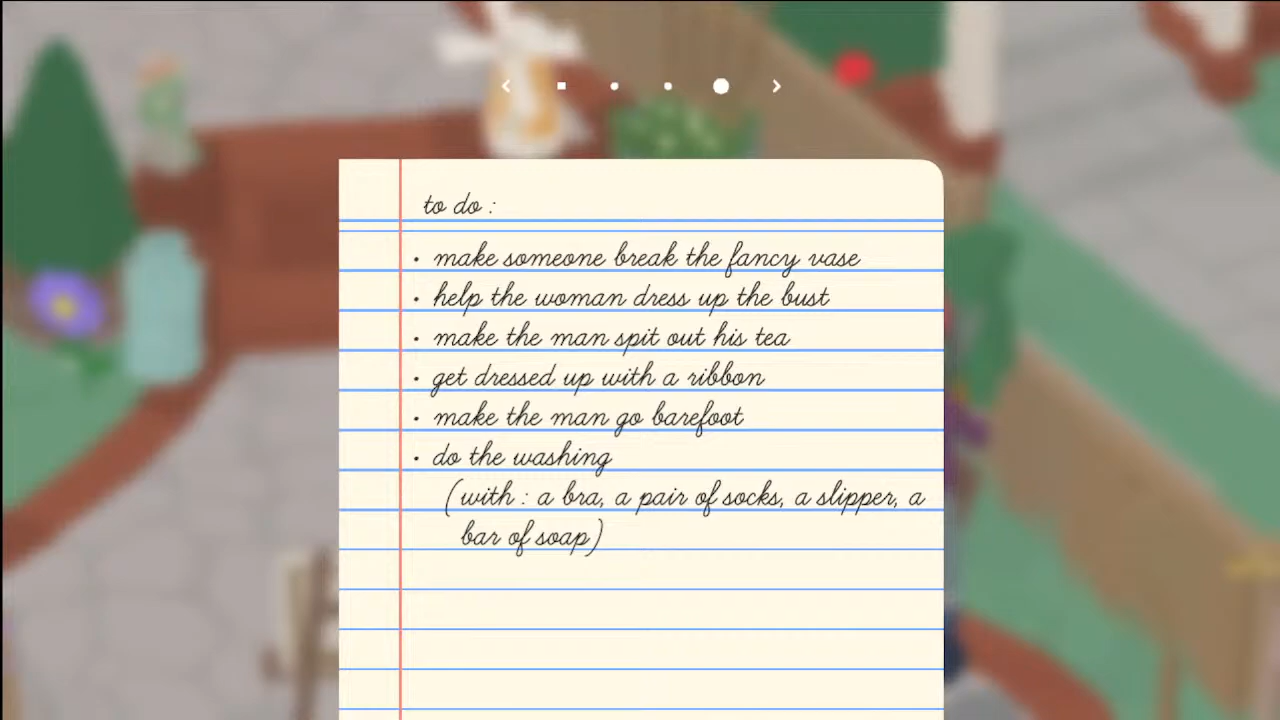 to do :
• make someone break the fancy vase
• help the woman dress up the bust
• make the man spit out his tea
• get dressed up with a ribbon
• make the man go barefoot
• do the washing
(with : a bra, a pair of socks, a slipper, a
bar of soap)